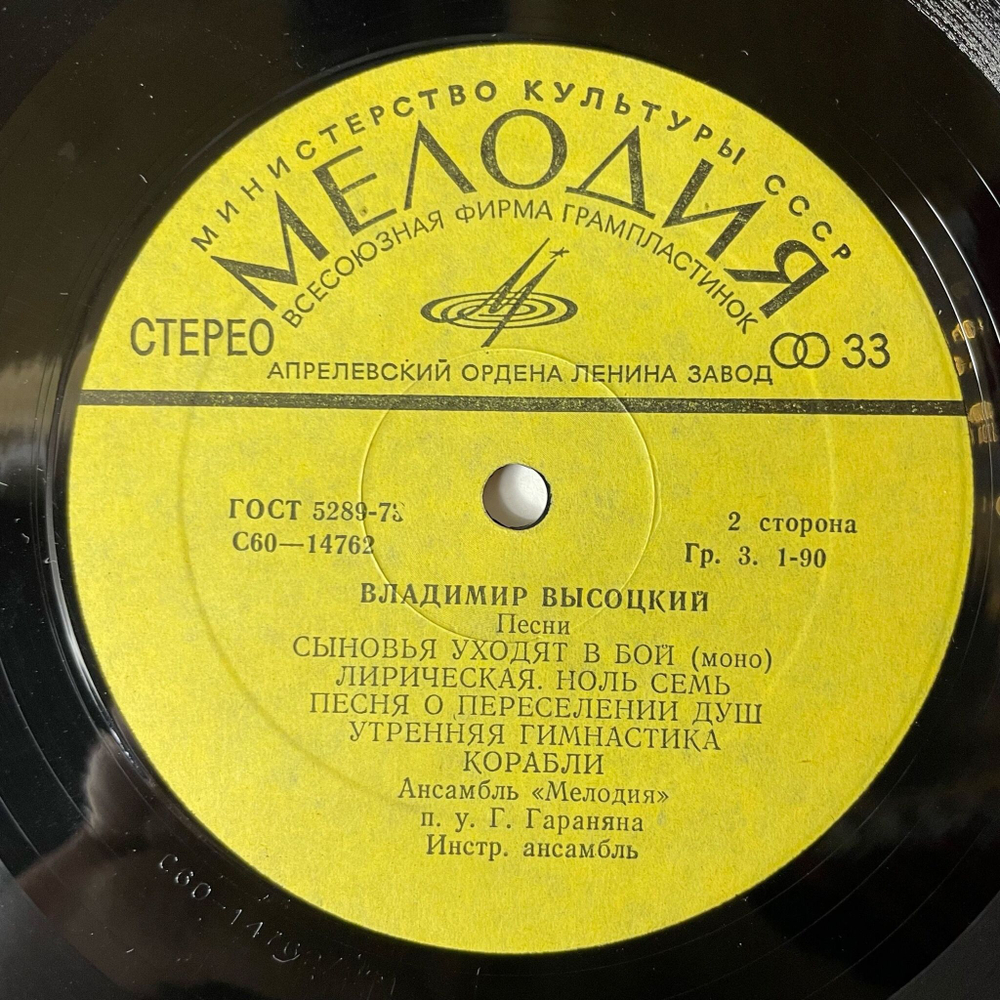 МИНИСТЕРСТВО КУЛЬТУРЫ СССР
МЕЛОДИЯ
ВСЕСОЮЗНАЯ ФИРМА ГРАМПЛАСТИНОК
СТЕРЕО
33
АПРЕЛЕВСКИЙ ОРДЕНА ЛЕНИНА ЗАВОД
ГОСТ 5289-73
2 сторона
С60—14762
Гр. 3. 1-90
ВЛАДИМИР ВЫСОЦКИЙ
Песни
СЫНОВЬЯ УХОДЯТ В БОЙ (моно)
ЛИРИЧЕСКАЯ. НОЛЬ СЕМЬ
ПЕСНЯ О ПЕРЕСЕЛЕНИИ ДУШ
УТРЕННЯЯ ГИМНАСТИКА
КОРАБЛИ
Ансамбль «Мелодия»
п. у. Г. Гараняна
Инстр. ансамбль